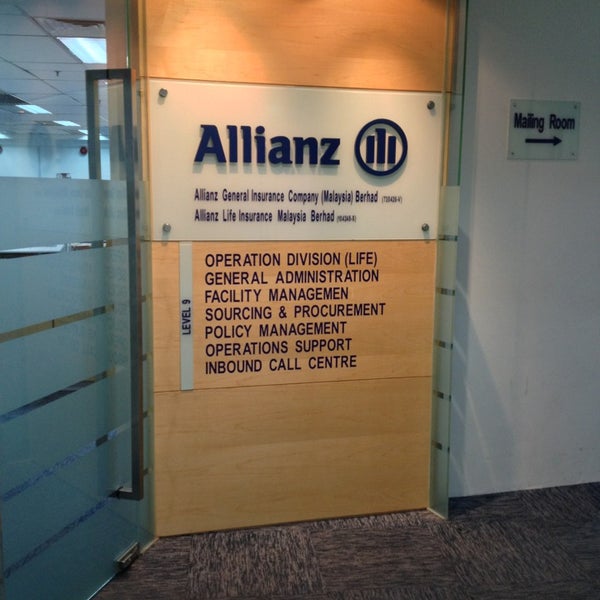 Allianz
Allianz General Insurance Company (Malaysia) Berhad
Allianz Life Insurance Malaysia Berhad
LEVEL 9
OPERATION DIVISION (LIFE)
GENERAL ADMINISTRATION
FACILITY MANAGEMEN
SOURCING & PROCUREMENT
POLICY MANAGEMENT
OPERATIONS SUPPORT
INBOUND CALL CENTRE
Mailing Room